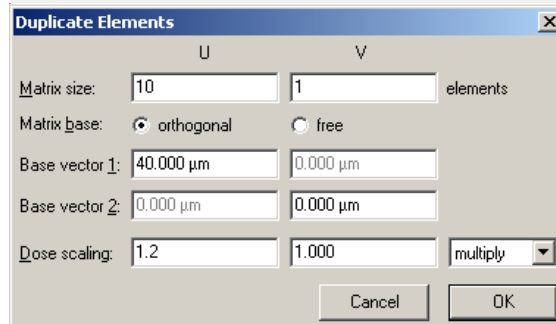 Duplicate Elements
U V
Matrix size: 10 1 elements
Matrix base: orthogonal free
Base vector 1: 40.000 µm 0.000 µm
Base vector 2: 0.000 µm 0.000 µm
Dose scaling: 1.2 1.000 multiply
Cancel OK